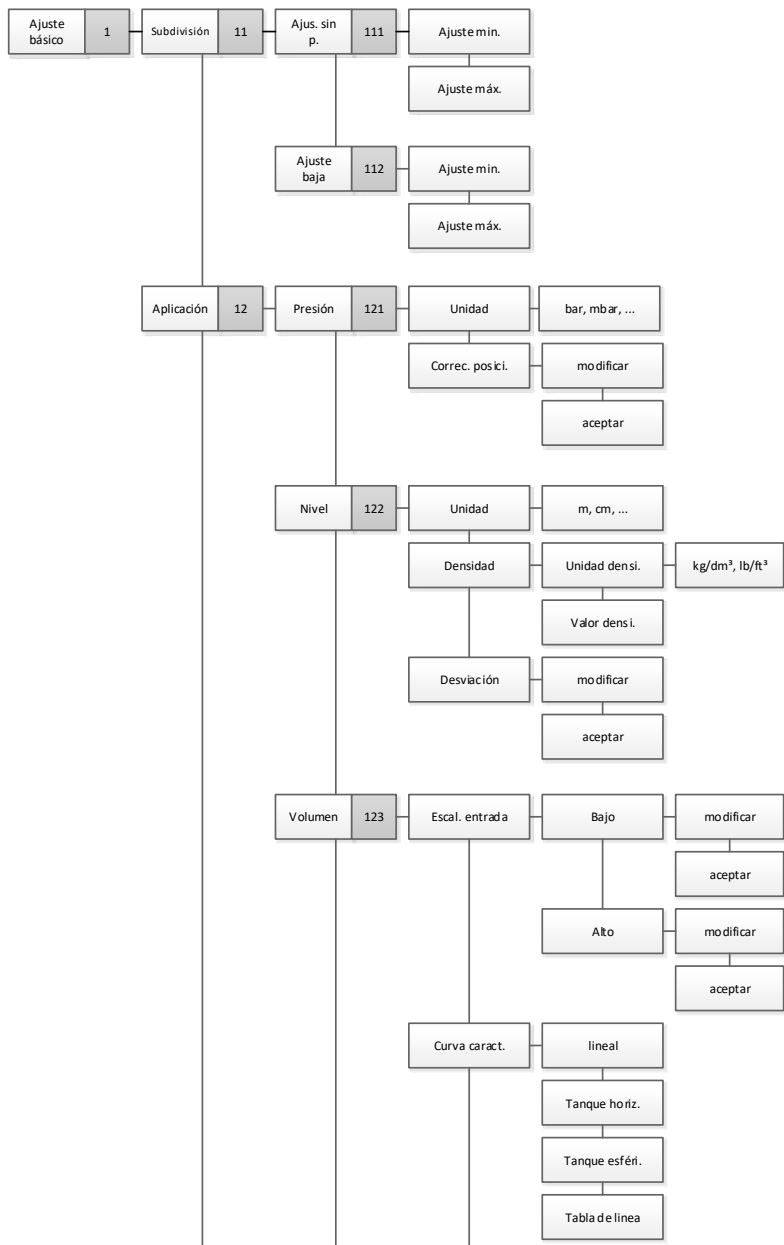 Ajuste
básico
1
Subdivisión
11
Ajus. sin
p.
111
Ajuste min.
Ajuste máx.
Ajuste
baja
112
Ajuste min.
Ajuste máx.
Aplicación
12
Presión
121
Unidad
bar, mbar, ...
Correc. posici.
modificar
aceptar
Nivel
122
Unidad
m, cm, ...
Densidad
Unidad densi.
kg/dm³, lb/ft³
Valor densi.
Desviación
modificar
aceptar
Volumen
123
Escal. entrada
Bajo
modificar
aceptar
Alto
modificar
aceptar
Curva caract.
lineal
Tanque horiz.
Tanque esféri.
Tabla de linea